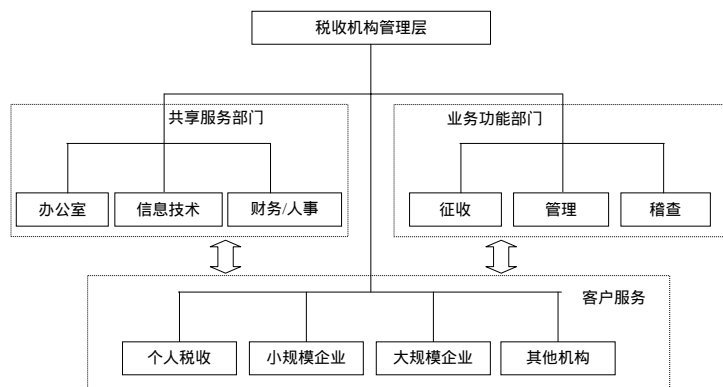 税收机构管理层
共享服务部门
业务功能部门
办公室
信息技术
财务/人事
征收
管理
稽查
客户服务
个人税收
小规模企业
大规模企业
其他机构